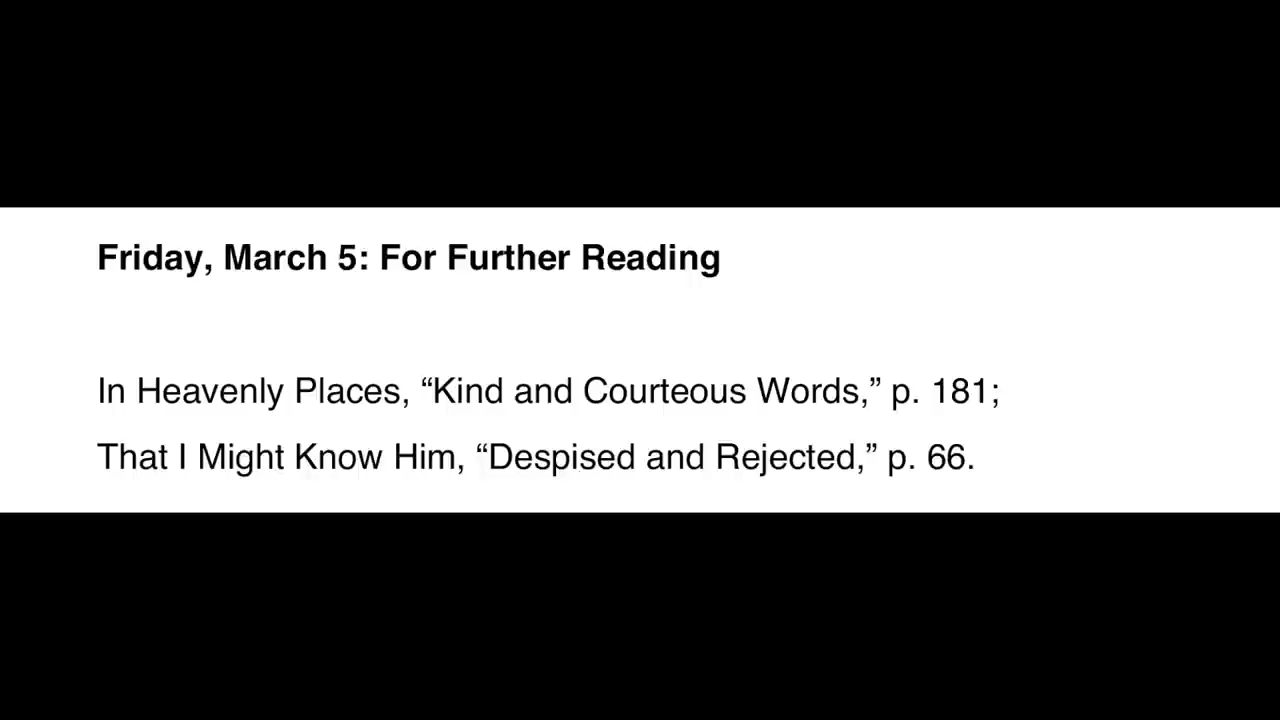 Friday, March 5: For Further Reading
In Heavenly Places, “Kind and Courteous Words,” p. 181;
That I Might Know Him, “Despised and Rejected,” p. 66.